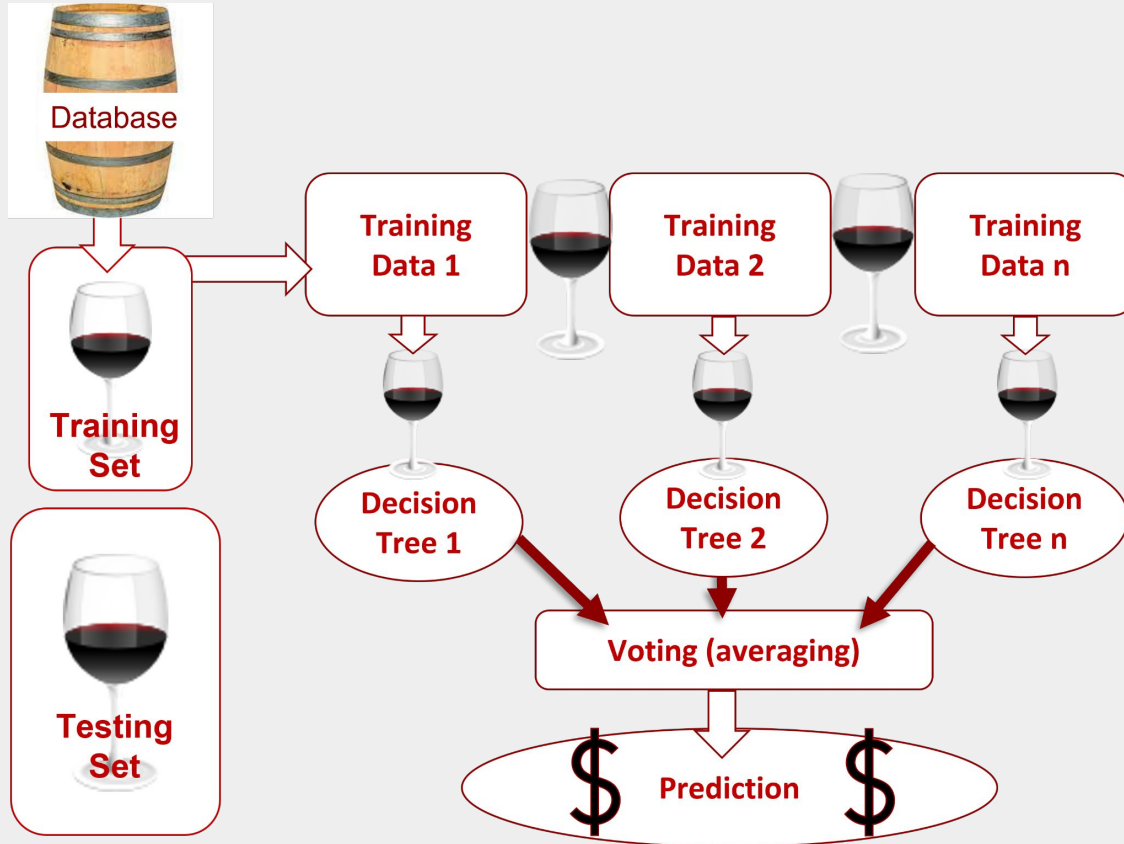 Database
Training
Set
Testing
Set
Training
Data 1
Training
Data 2
Training
Data n
Decision
Tree 1
Decision
Tree 2
Decision
Tree n
Voting (averaging)
$ Prediction $